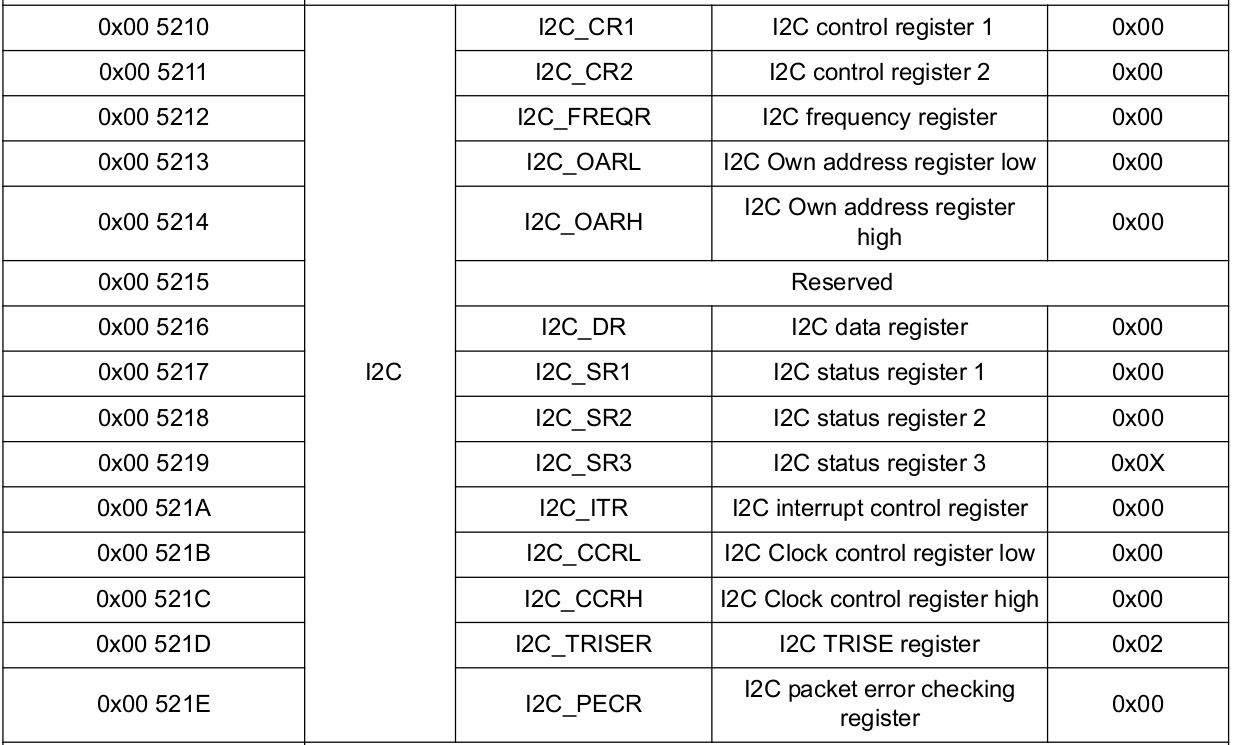 0x00 5210 I2C_CR1 I2C control register 1 0x00
0x00 5211 I2C_CR2 I2C control register 2 0x00
0x00 5212 I2C_FREQR I2C frequency register 0x00
0x00 5213 I2C_OARL I2C Own address register low 0x00
0x00 5214 I2C_OARH I2C Own address register
high 0x00
0x00 5215 Reserved
0x00 5216 I2C_DR I2C data register 0x00
0x00 5217 I2C I2C_SR1 I2C status register 1 0x00
0x00 5218 I2C_SR2 I2C status register 2 0x00
0x00 5219 I2C_SR3 I2C status register 3 0x0X
0x00 521A I2C_ITR I2C interrupt control register 0x00
0x00 521B I2C_CCRL I2C Clock control register low 0x00
0x00 521C I2C_CCRH I2C Clock control register high 0x00
0x00 521D I2C_TRISER I2C TRISE register 0x02
0x00 521E I2C_PECR I2C packet error checking
register 0x00